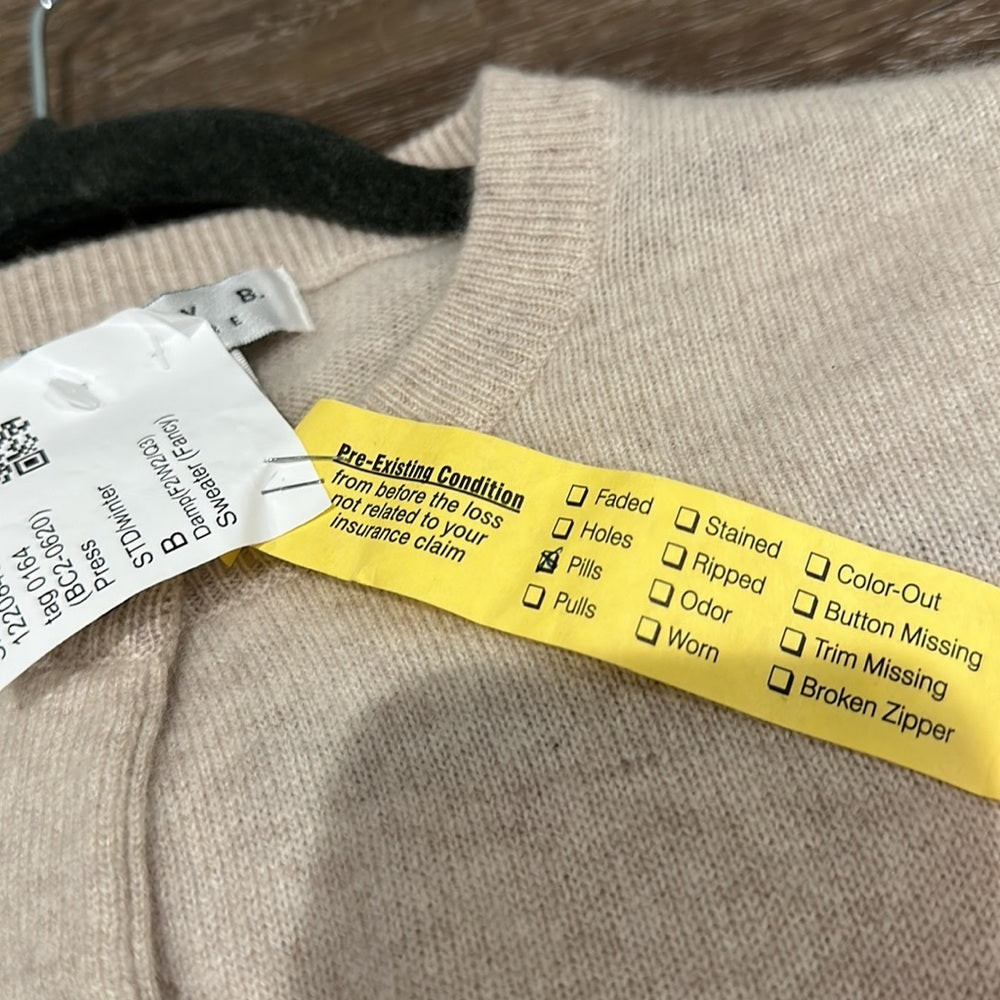 B
tag 0164
(BC2-0620)
Press
STD/winter
B
Damp(F2/W2/Q3)
Sweater (Fancy)
Pre-Existing Condition
from before the loss
not related to your
insurance claim
Faded
Holes
Pills
Pulls
Stained
Ripped
Odor
Worn
Color-Out
Button Missing
Trim Missing
Broken Zipper